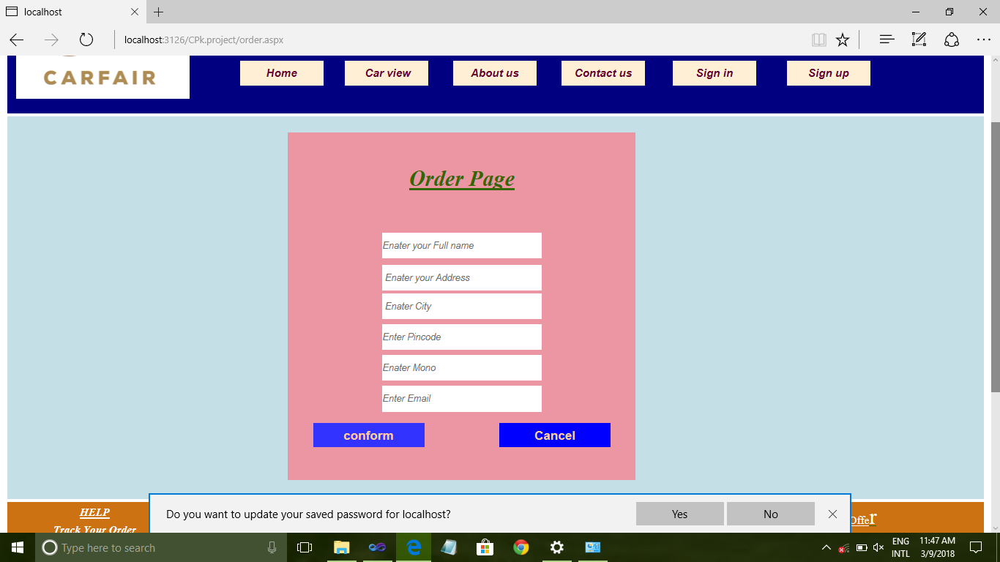 localhost
localhost:3126/CPk.project/order.aspx
CARFAIR
Home
Car view
About us
Contact us
Sign in
Sign up
Order Page
Enater your Full name
Enater your Address
Enater City
Enter Pincode
Enater Mono
Enter Email
conform
Cancel
HELP
Track Your Order
Offer
Do you want to update your saved password for localhost?
Yes
No
Type here to search
ENG
INTL
11:47 AM
3/9/2018